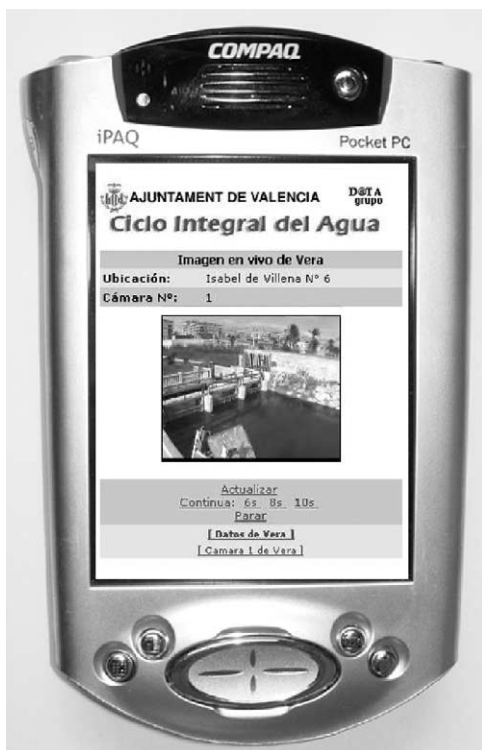 COMPAQ
iPAQ
Pocket PC
AJUNTAMENT DE VALENCIA
D@TA
grupo
Ciclo Integral del Agua
Imagen en vivo de Vera
Ubicación: Isabel de Villena Nº 6
Cámara Nº: 1
Actualizar
Continua: 6s 8s 10s
Parar
[ Datos de Vera ]
[ Camara 1 de Vera ]